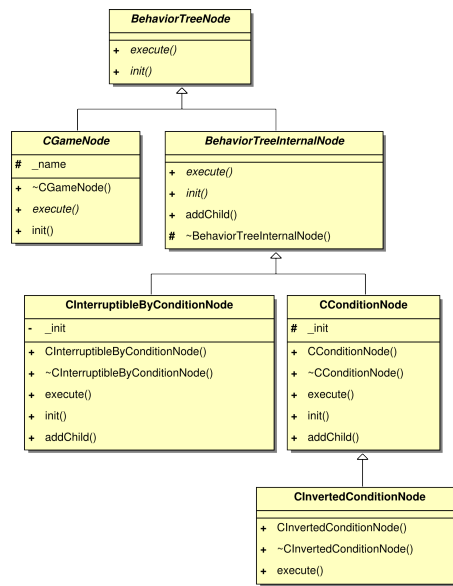 BehaviorTreeNode
+ execute()
+ init()
CGameNode
# _name
+ ~CGameNode()
+ execute()
+ init()
BehaviorTreeInternalNode
+ execute()
+ init()
+ addChild()
# ~BehaviorTreeInternalNode()
CInterruptibleByConditionNode
- _init
+ CInterruptibleByConditionNode()
+ ~CInterruptibleByConditionNode()
+ execute()
+ init()
+ addChild()
CConditionNode
# _init
+ CConditionNode()
+ ~CConditionNode()
+ execute()
+ init()
+ addChild()
CInvertedConditionNode
+ CInvertedConditionNode()
+ ~CInvertedConditionNode()
+ execute()